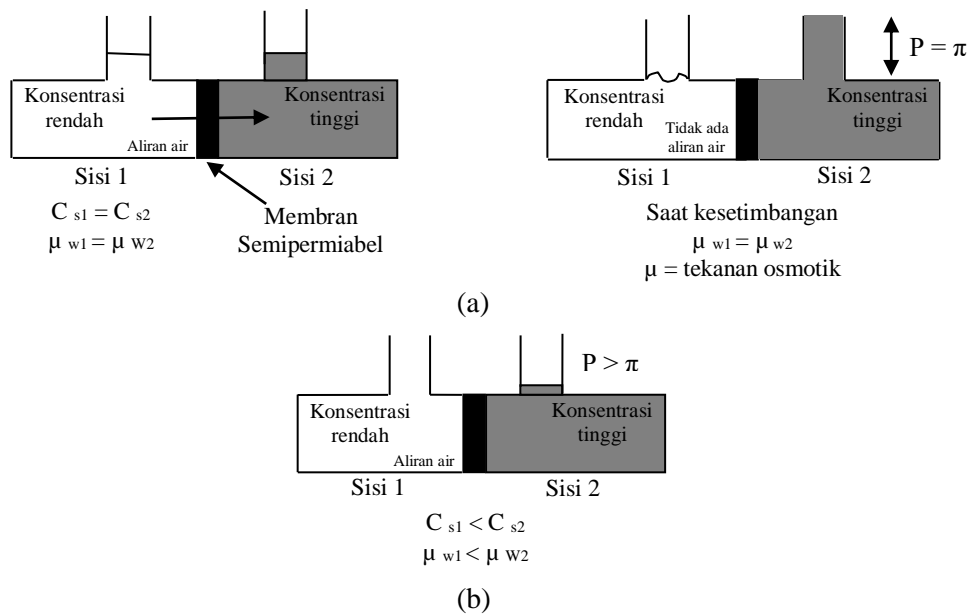 Konsentrasi
rendah
Aliran air
Konsentrasi
tinggi
Sisi 1
Sisi 2
C s1 = C s2
μ w1 = μ W2
Membran
Semipermiabel
P = π
Konsentrasi
rendah
Tidak ada
aliran air
Konsentrasi
tinggi
Sisi 1
Sisi 2
Saat kesetimbangan
μ w1 = μ w2
μ = tekanan osmotik
(a)
P > π
Konsentrasi
rendah
Aliran air
Konsentrasi
tinggi
Sisi 1
Sisi 2
C s1 < C s2
μ w1 < μ W2
(b)